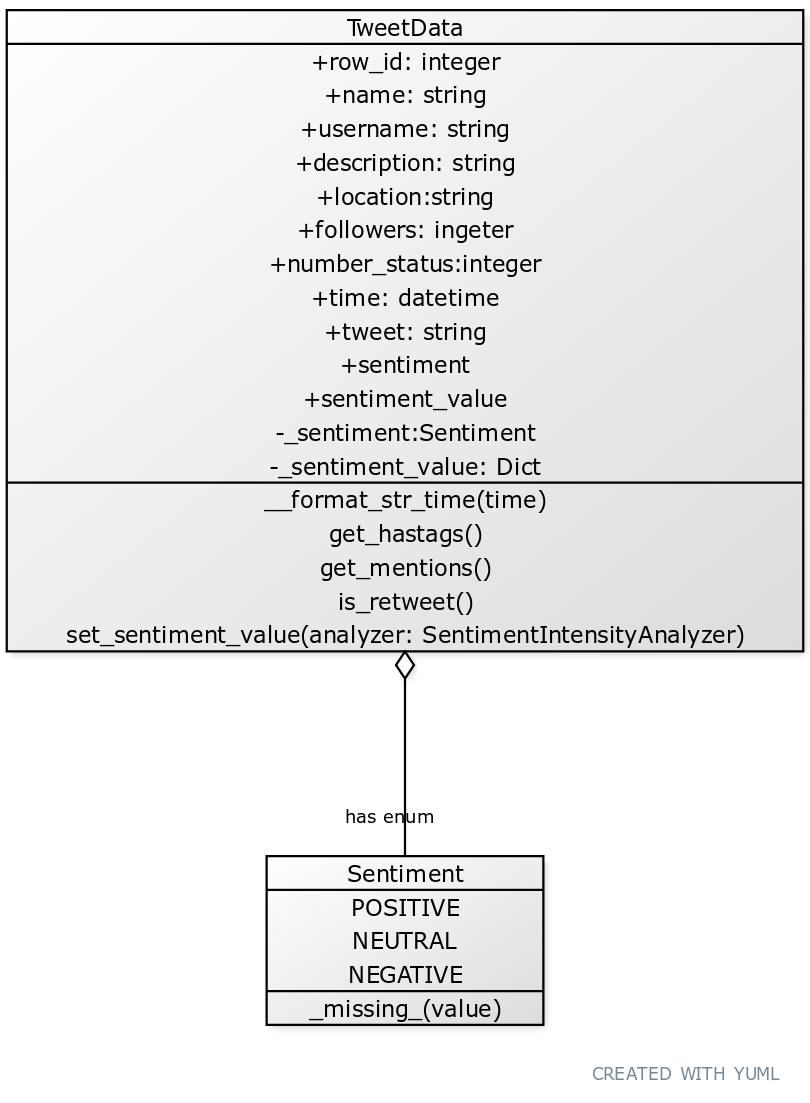 TweetData
+row_id: integer
+name: string
+username: string
+description: string
+location:string
+followers: ingeter
+number_status:integer
+time: datetime
+tweet: string
+sentiment
+sentiment_value
-_sentiment:Sentiment
-_sentiment_value: Dict
__format_str_time(time)
get_hastags()
get_mentions()
is_retweet()
set_sentiment_value(analyzer: SentimentIntensityAnalyzer)
has enum
Sentiment
POSITIVE
NEUTRAL
NEGATIVE
_missing_(value)
CREATED WITH YUML